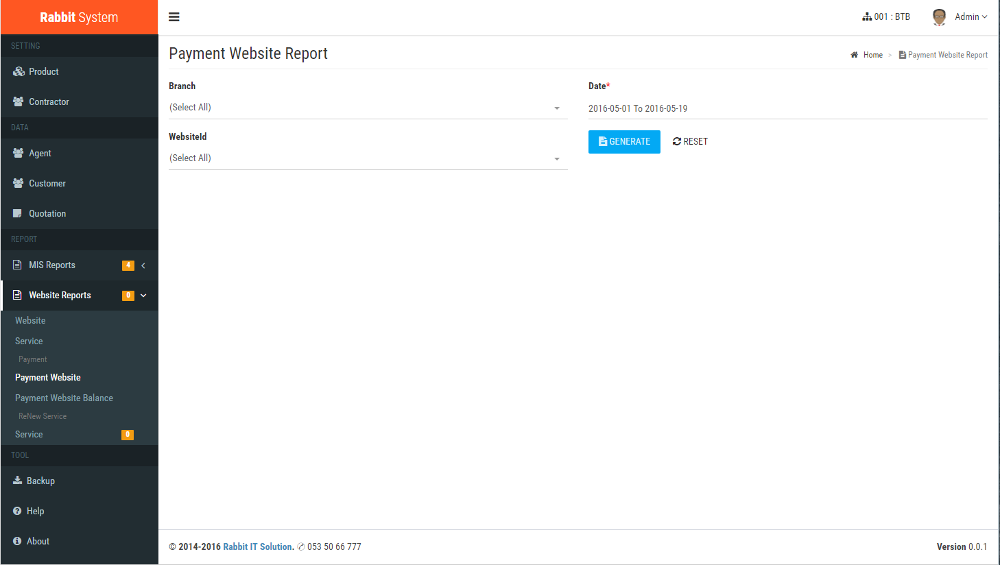 Rabbit System
001 : BTB
Admin
SETTING
Product
Contractor
DATA
Agent
Customer
Quotation
REPORT
MIS Reports 4
Website Reports 0
Website
Service
Payment
Payment Website
Payment Website Balance
ReNew Service
Service 0
TOOL
Backup
Help
About
Payment Website Report
Home > Payment Website Report
Branch
(Select All)
WebsiteId
(Select All)
Date*
2016-05-01 To 2016-05-19
GENERATE
RESET
© 2014-2016 Rabbit IT Solution. ✆ 053 50 66 777
Version 0.0.1